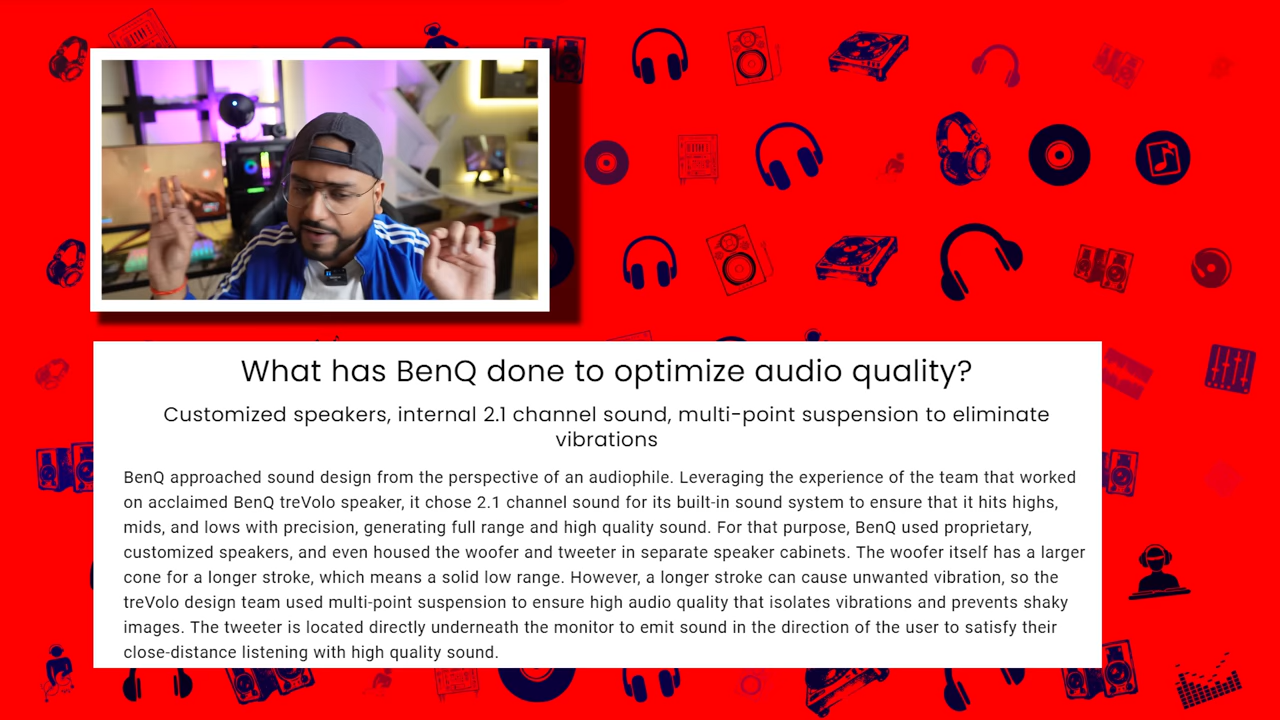 What has BenQ done to optimize audio quality?
Customized speakers, internal 2.1 channel sound, multi-point suspension to eliminate
vibrations
BenQ approached sound design from the perspective of an audiophile. Leveraging the experience of the team that worked
on acclaimed BenQ treVolo speaker, it chose 2.1 channel sound for its built-in sound system to ensure that it hits highs,
mids, and lows with precision, generating full range and high quality sound. For that purpose, BenQ used proprietary,
customized speakers, and even housed the woofer and tweeter in separate speaker cabinets. The woofer itself has a larger
cone for a longer stroke, which means a solid low range. However, a longer stroke can cause unwanted vibration, so the
treVolo design team used multi-point suspension to ensure high audio quality that isolates vibrations and prevents shaky
images. The tweeter is located directly underneath the monitor to emit sound in the direction of the user to satisfy their
close-distance listening with high quality sound.